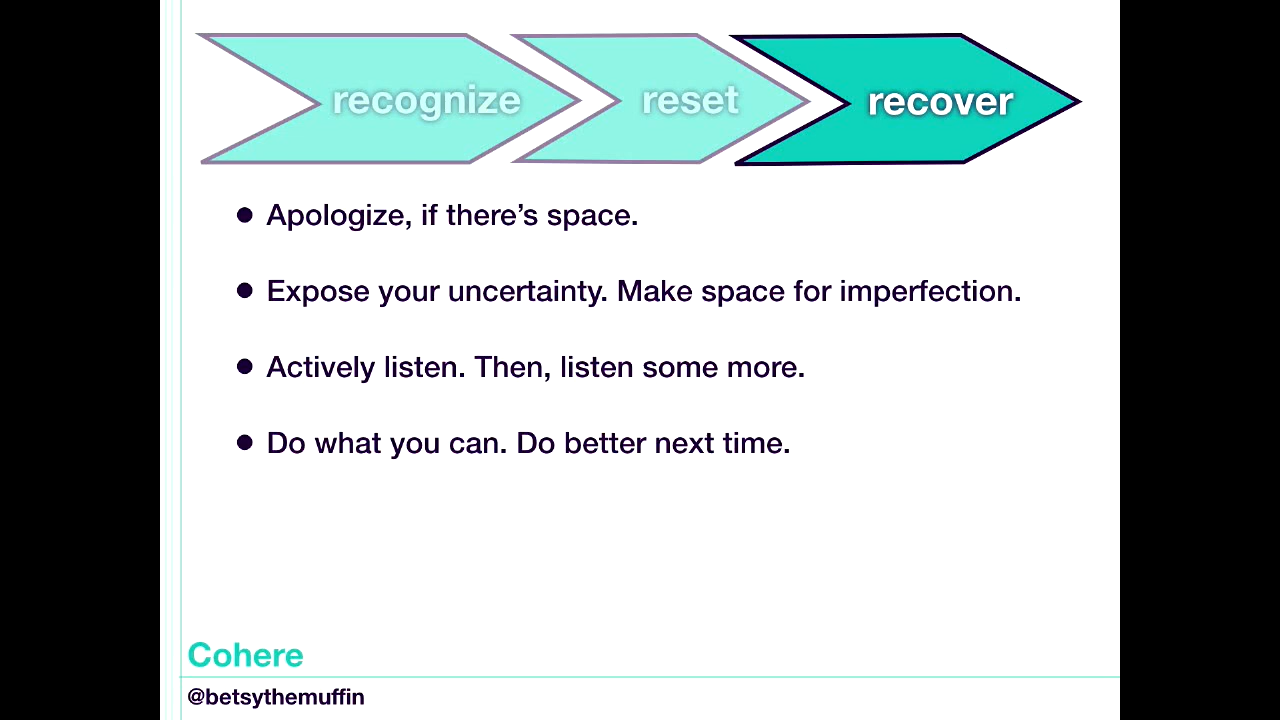 recognize reset recover
Apologize, if there’s space.
Expose your uncertainty. Make space for imperfection.
Actively listen. Then, listen some more.
Do what you can. Do better next time.
Cohere
@betsythemuffin